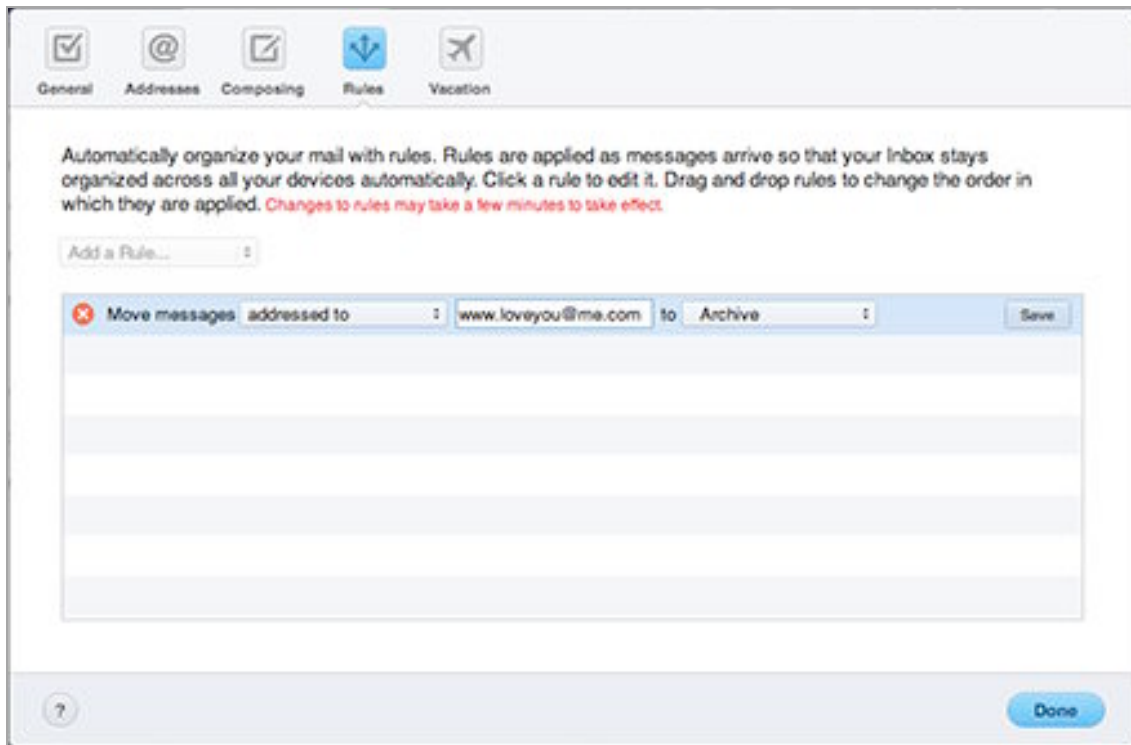 General Addresses Composing Rules Vacation
Automatically organize your mail with rules. Rules are applied as messages arrive so that your Inbox stays
organized across all your devices automatically. Click a rule to edit it. Drag and drop rules to change the order in
which they are applied. Changes to rules may take a few minutes to take effect.
Add a Rule...
Move messages addressed to www.loveyou@me.com to Archive Save
? Done